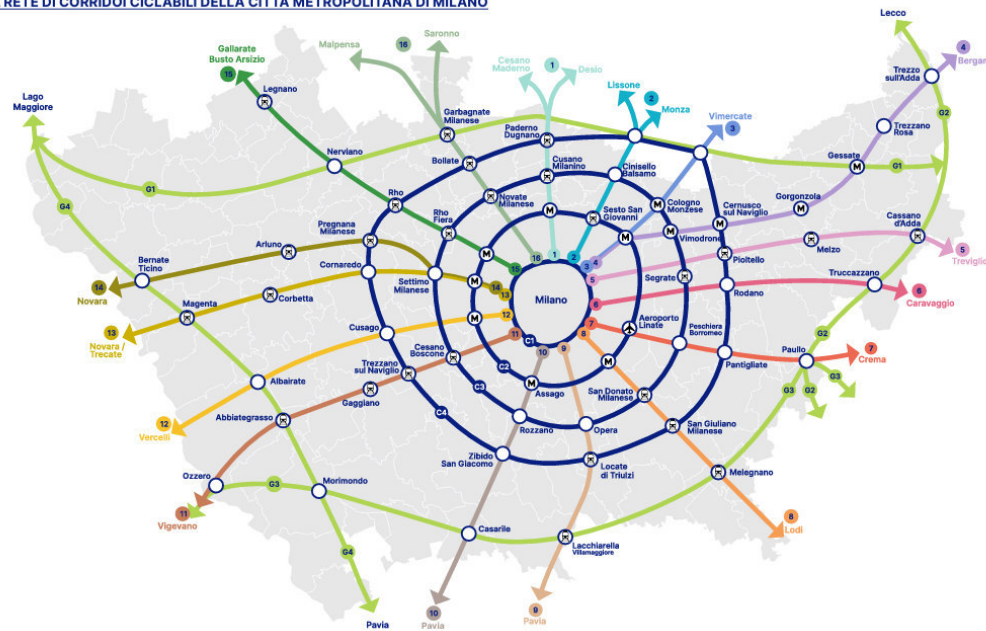 RETE DI CORRIDOI CICLABILI DELLA CITTÀ METROPOLITANA DI MILANO
Lecco
16
Saronno
Malpensa
Gallarate
Busto Arsizio
15
Legnano
Cesano
Maderno
1
Desio
Lissone
2
Monza
Vimercate
3
4
Trezzo
sull'Adda
G2
Trezzano
Rosa
Lago
Maggiore
Garbagnate
Milanese
Paderno
Dugnano
Nerviano
Bollate
Cusano
Milanino
Cinisello
Balsamo
Gessate
G1
G1
G4
Rho
Novate
Milanese
Sesto San
Giovanni
Cologno
Monzese
Cernusco
sul Naviglio
Gorgonzola
Cassano
d'Adda
Pregnana
Milanese
Rho
Fiera
M
Vimodrone
Pioltello
Melzo
5
Treviglio
Arluno
Bernate
Ticino
Cornaredo
Settimo
Milanese
16
1
2
3
4
5
15
14
13
Milano
Segrate
Rodano
Truccazzano
6
Caravaggio
14
Novara
Magenta
Corbetta
12
6
7
8
9
10
11
C1
Aeroporto
Linate
Peschiera
Borromeo
13
Novara /
Trecate
Cusago
Cesano
Boscone
Trezzano
sul Naviglio
Gaggiano
C2
C3
C4
M
Assago
San Donato
Milanese
Pantigliate
Paullo
G2
7
Crema
G3
G2
G3
Albairate
Abbiategrasso
12
Vercelli
Rozzano
Opera
San Giuliano
Milanese
Zibido
San Giacomo
Locate
di Triulzi
Melegnano
Ozzero
G3
Morimondo
11
Vigevano
8
Lodi
Casarile
Lacchiarella
Villamaggiore
G4
Pavia
10
Pavia
9
Pavia